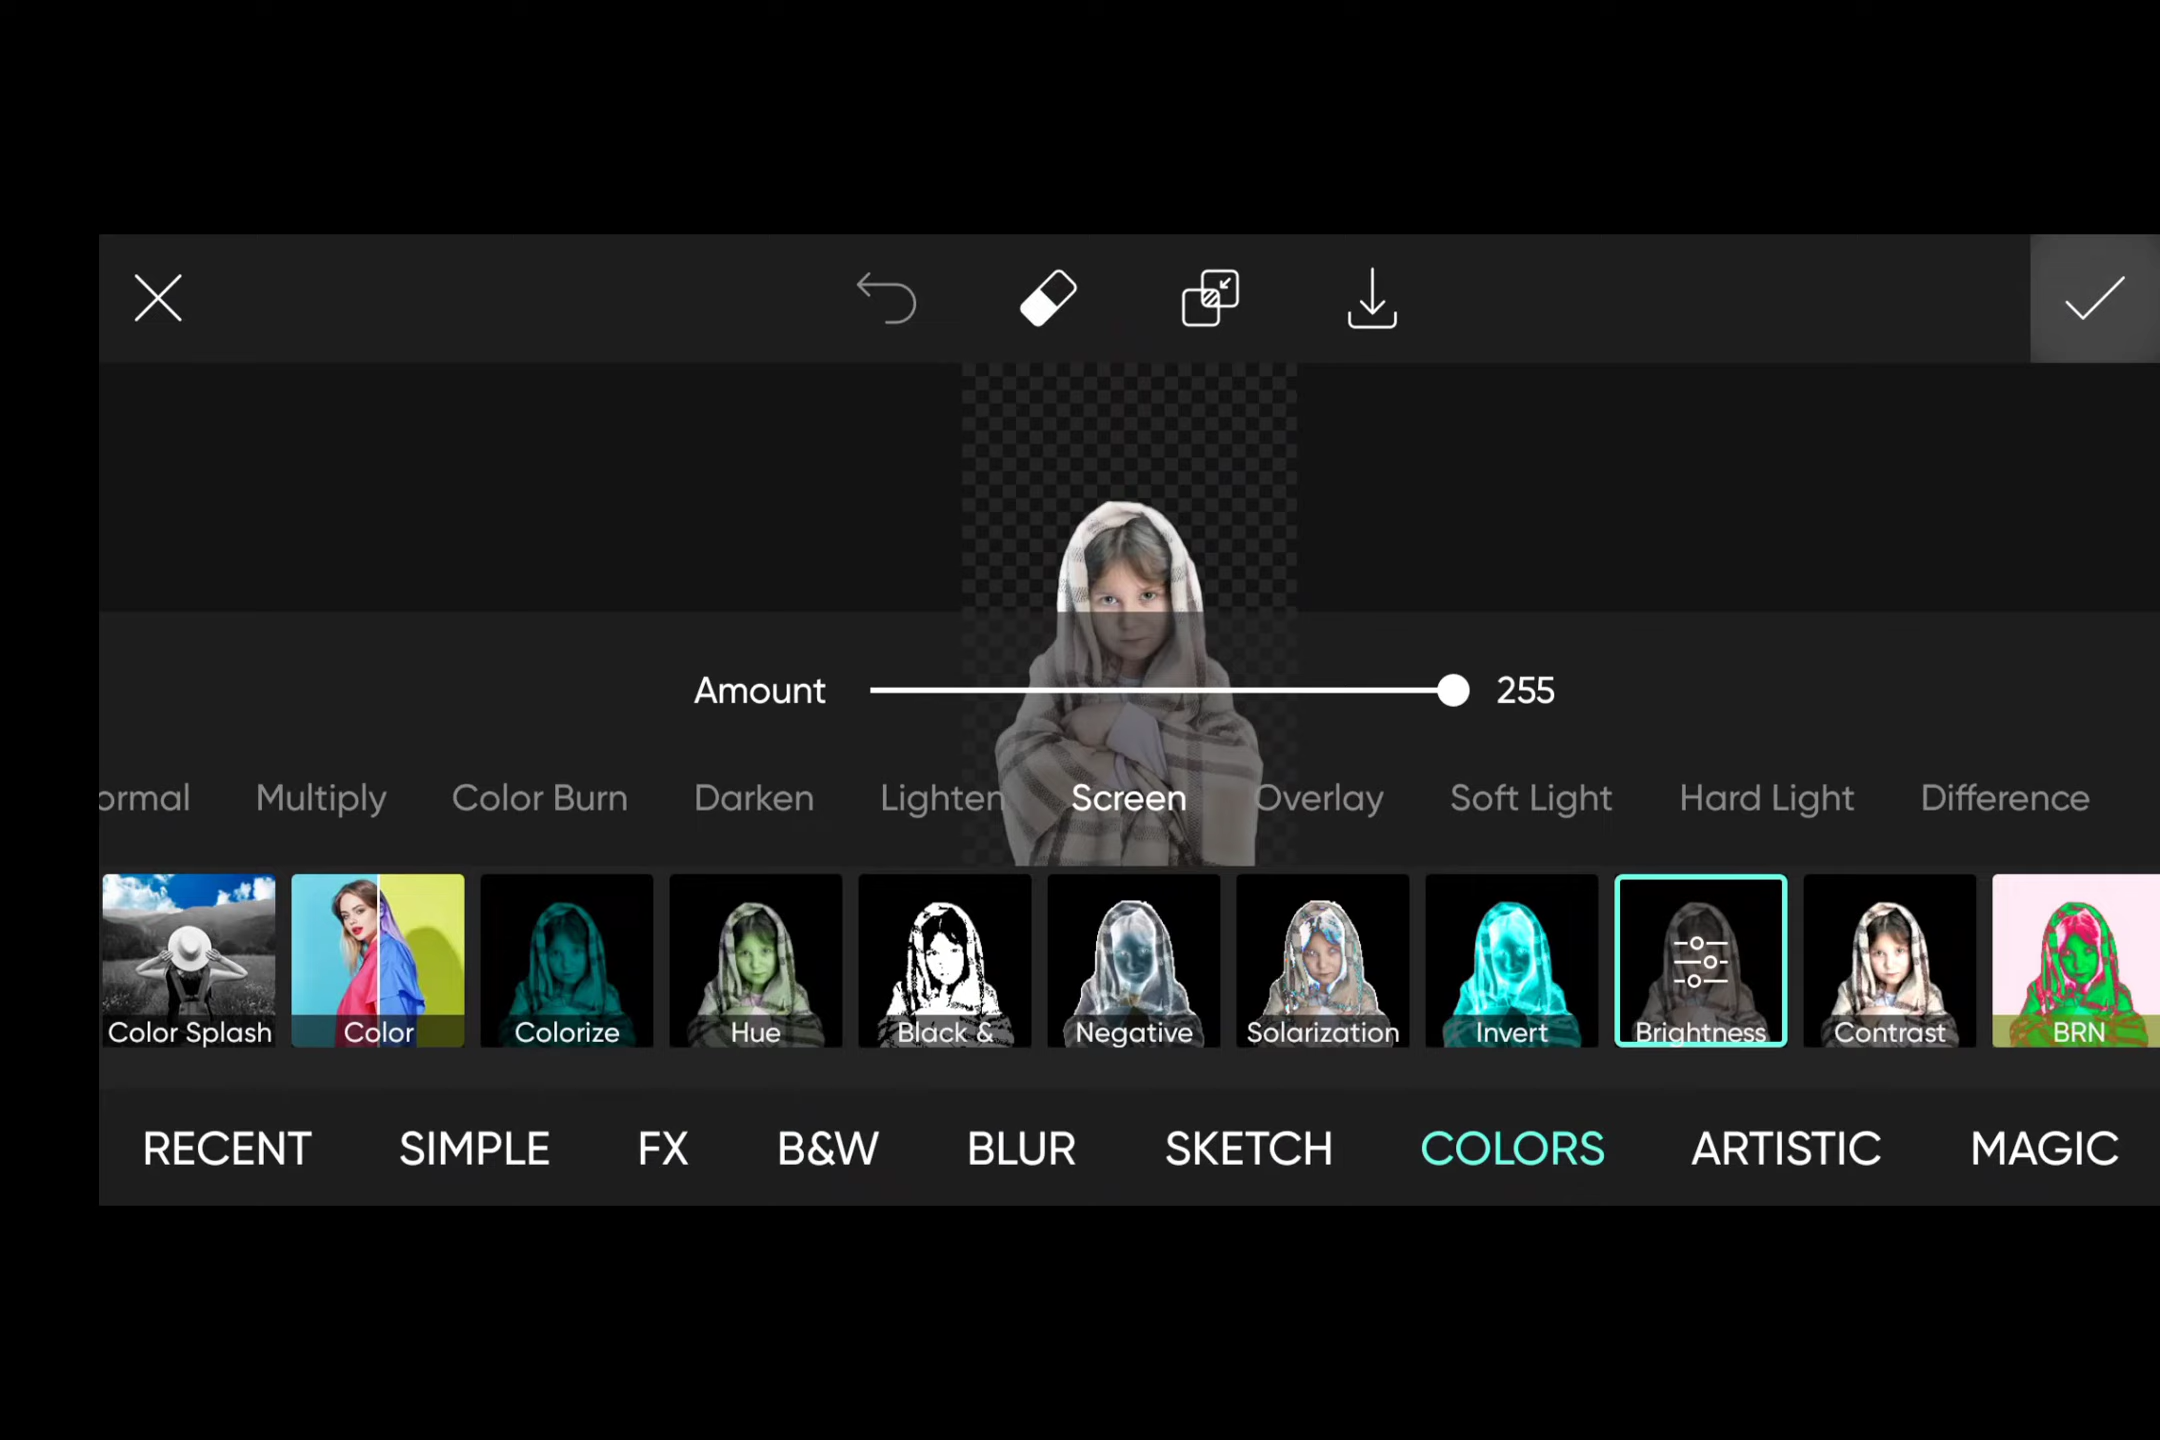 Amount 255
ormal Multiply Color Burn Darken Lighten Screen Overlay Soft Light Hard Light Difference
Color Splash Color Colorize Hue Black & Negative Solarization Invert Brightness Contrast BRN
RECENT SIMPLE FX B&W BLUR SKETCH COLORS ARTISTIC MAGIC